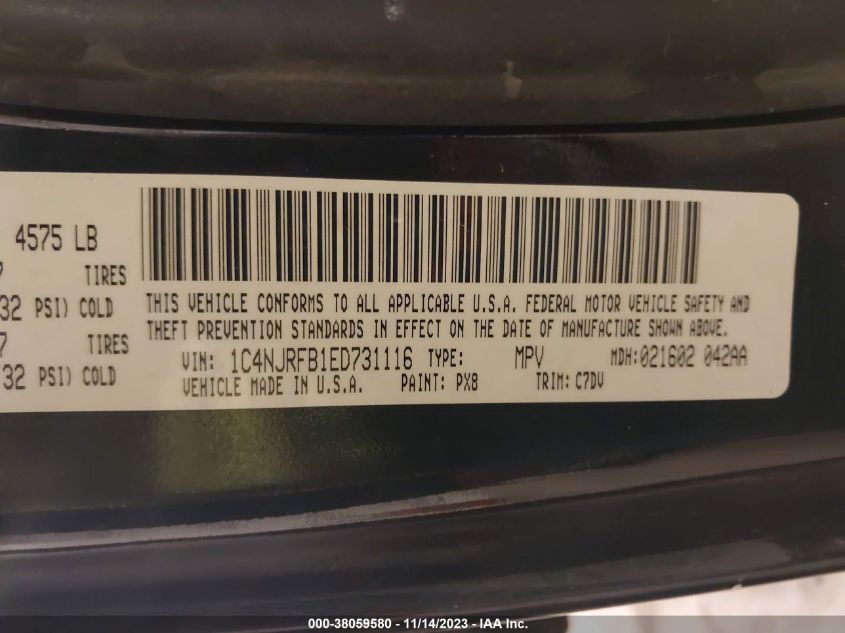 4575 LB
7 TIRES
32 PSI) COLD
7 TIRES
32 PSI) COLD
THIS VEHICLE CONFORMS TO ALL APPLICABLE U.S.A. FEDERAL MOTOR VEHICLE SAFETY AND
THEFT PREVENTION STANDARDS IN EFFECT ON THE DATE OF MANUFACTURE SHOWN ABOVE.
VIN: 1C4NJRFB1ED731116 TYPE: MPV MDH:021602 042AA
VEHICLE MADE IN U.S.A. PAINT: PX8 TRIM: C7DV
000-38059580 - 11/14/2023 - IAA Inc.